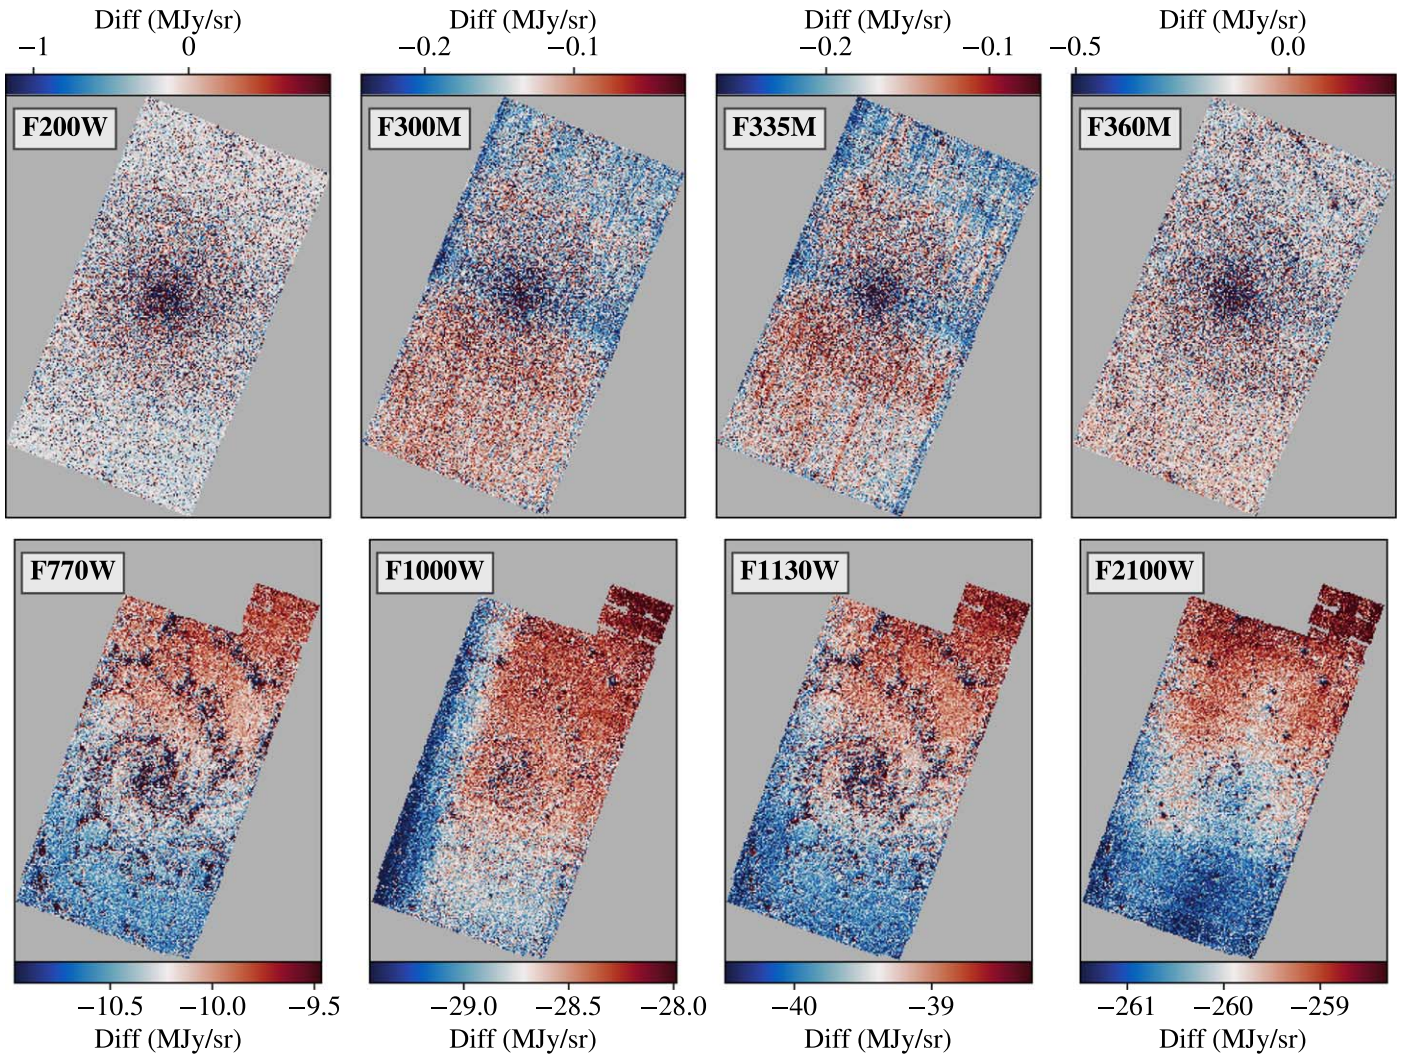 Diff (MJy/sr) Diff (MJy/sr) Diff (MJy/sr) Diff (MJy/sr)
−1 0 −0.2 −0.1 −0.2 −0.1 −0.5 0.0
F200W F300M F335M F360M
F770W F1000W F1130W F2100W
−10.5 −10.0 −9.5 −29.0 −28.5 −28.0 −40 −39 −261 −260 −259
Diff (MJy/sr) Diff (MJy/sr) Diff (MJy/sr) Diff (MJy/sr)